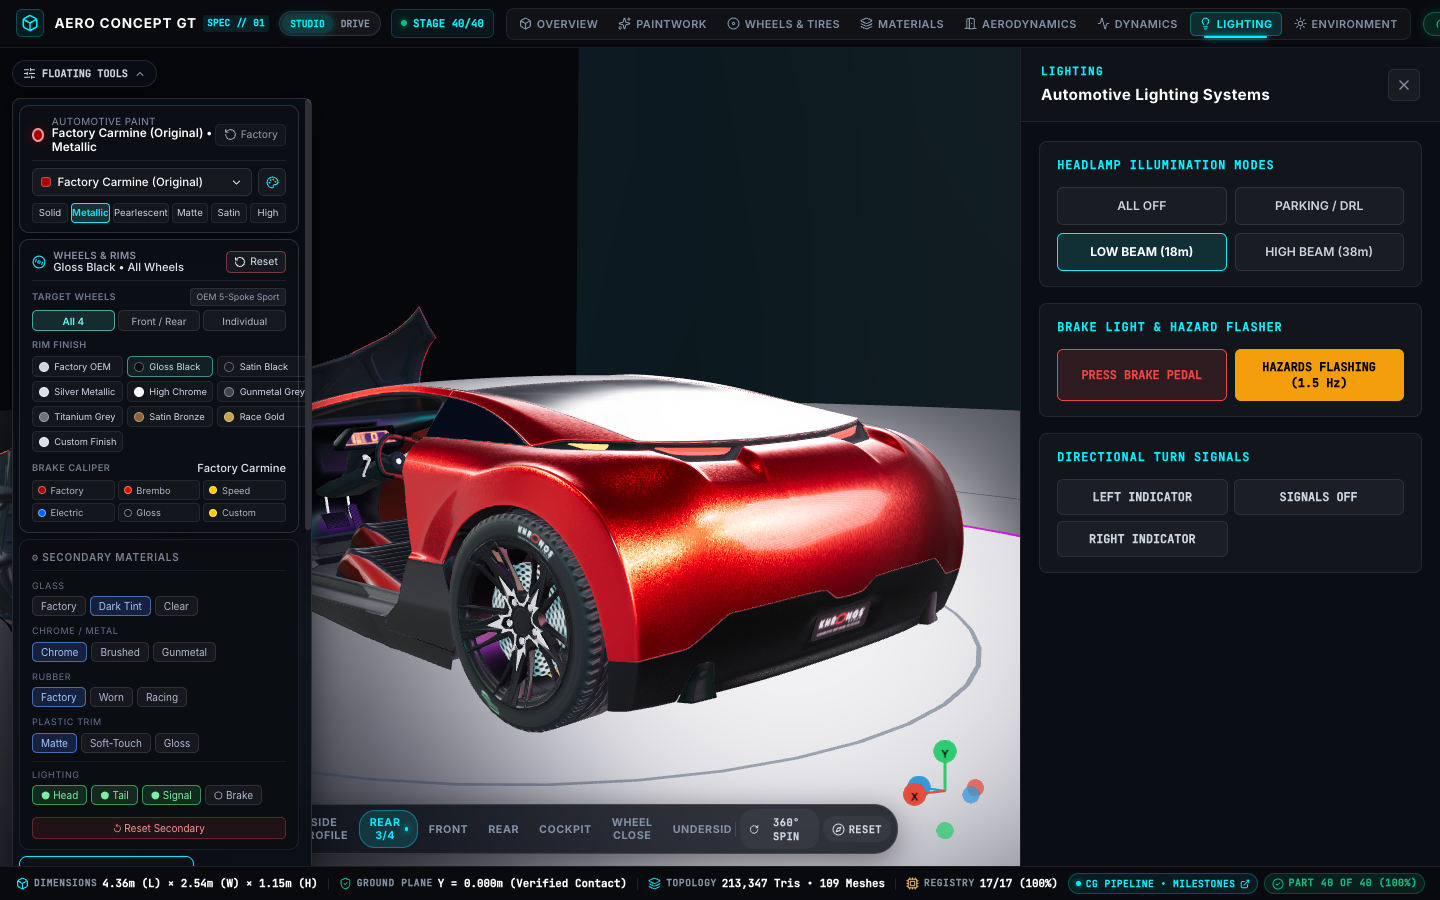 AERO CONCEPT GT
SPEC // 01
STUDIO
DRIVE
STAGE 40/40
OVERVIEW
PAINTWORK
WHEELS & TIRES
MATERIALS
AERODYNAMICS
DYNAMICS
LIGHTING
ENVIRONMENT
FLOATING TOOLS
AUTOMOTIVE PAINT
Factory Carmine (Original) •
Metallic
Factory
Factory Carmine (Original)
Solid
Metallic
Pearlescent
Matte
Satin
High
WHEELS & RIMS
Gloss Black • All Wheels
Reset
TARGET WHEELS
OEM 5-Spoke Sport
All 4
Front / Rear
Individual
RIM FINISH
Factory OEM
Gloss Black
Satin Black
Silver Metallic
High Chrome
Gunmetal Grey
Titanium Grey
Satin Bronze
Race Gold
Custom Finish
BRAKE CALIPER
Factory Carmine
Factory
Brembo
Speed
Electric
Gloss
Custom
SECONDARY MATERIALS
GLASS
Factory
Dark Tint
Clear
CHROME / METAL
Chrome
Brushed
Gunmetal
RUBBER
Factory
Worn
Racing
PLASTIC TRIM
Matte
Soft-Touch
Gloss
LIGHTING
Head
Tail
Signal
Brake
Reset Secondary
KHRONOS
KHRONOS
SIDE
ROFILE
REAR
3/4
FRONT
REAR
COCKPIT
WHEEL
CLOSE
UNDERSID
360°
SPIN
RESET
Y
X
LIGHTING
Automotive Lighting Systems
HEADLAMP ILLUMINATION MODES
ALL OFF
PARKING / DRL
LOW BEAM (18m)
HIGH BEAM (38m)
BRAKE LIGHT & HAZARD FLASHER
PRESS BRAKE PEDAL
HAZARDS FLASHING
(1.5 Hz)
DIRECTIONAL TURN SIGNALS
LEFT INDICATOR
SIGNALS OFF
RIGHT INDICATOR
DIMENSIONS 4.36m (L) × 2.54m (W) × 1.15m (H)
GROUND PLANE Y = 0.000m (Verified Contact)
TOPOLOGY 213,347 Tris • 109 Meshes
REGISTRY 17/17 (100%)
CG PIPELINE • MILESTONES
PART 40 OF 40 (100%)